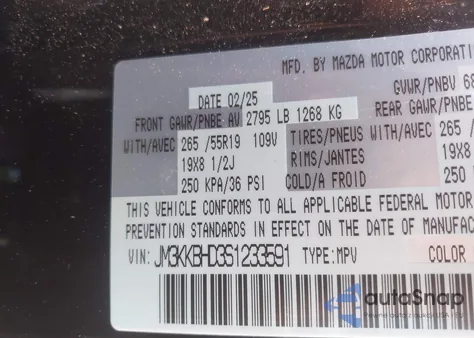 MFD. BY MAZDA MOTOR CORPORATI
DATE 02/25
GVWR/PNBV 68
FRONT GAWR/PNBE AV 2795 LB 1268 KG
REAR GAWR/PNBE
WITH/AVEC 265 /55R19 109V
TIRES/PNEUS WITH/AVEC 265 /
19X8 1/2J
RIMS/JANTES
19X8
250 KPA/36 PSI
COLD/A FROID
250
THIS VEHICLE CONFORMS TO ALL APPLICABLE FEDERAL MOTOR
PREVENTION STANDARDS IN EFFECT ON THE DATE OF MANUFAC
VIN: JM3KKBHD3S1233591 TYPE:MPV COLOR
autoSnap